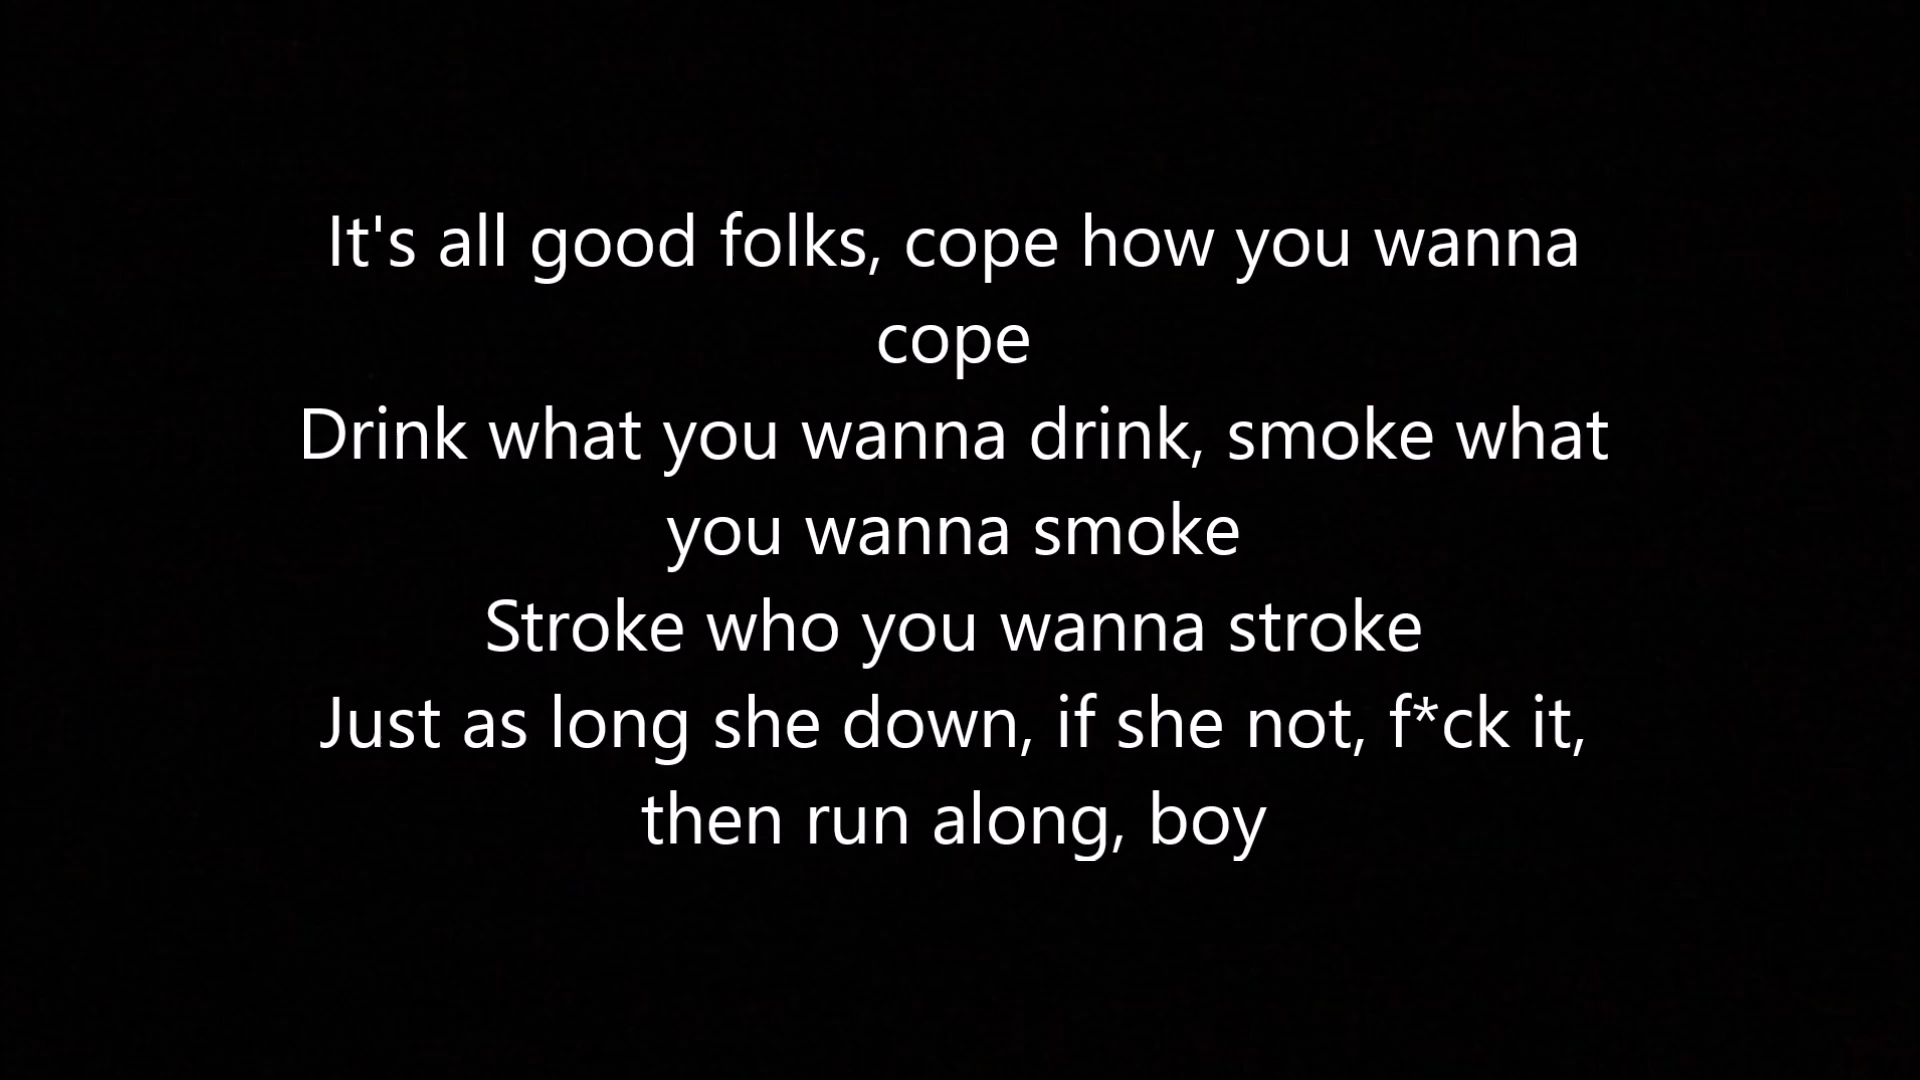 It's all good folks, cope how you wanna
cope
Drink what you wanna drink, smoke what
you wanna smoke
Stroke who you wanna stroke
Just as long she down, if she not, f*ck it,
then run along, boy